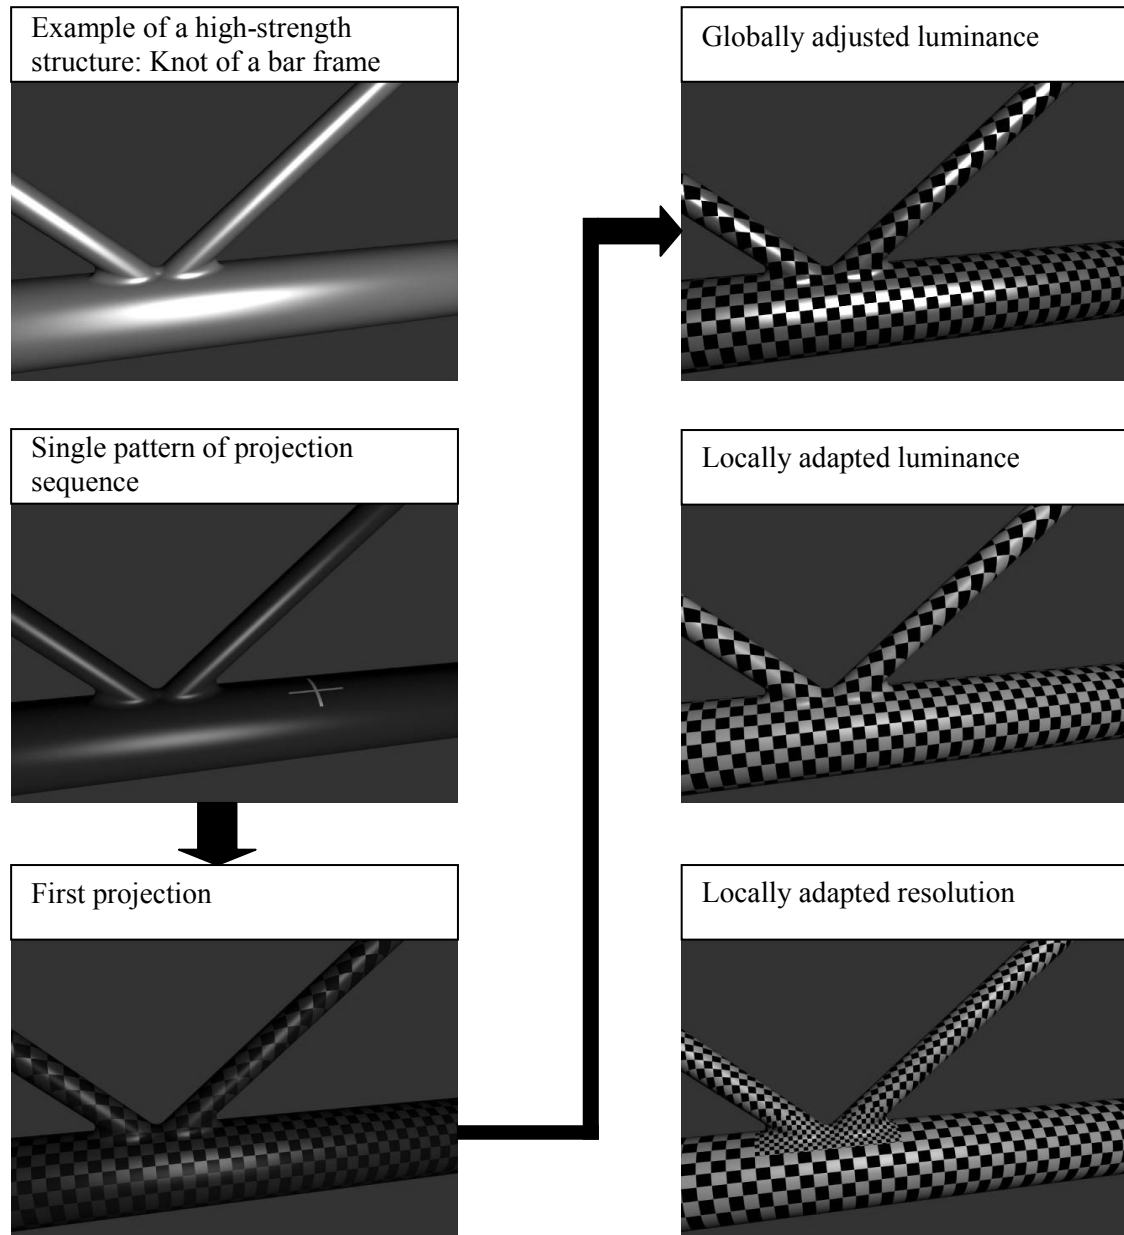 Example of a high-strength
structure: Knot of a bar frame
Single pattern of projection
sequence
First projection
Globally adjusted luminance
Locally adapted luminance
Locally adapted resolution